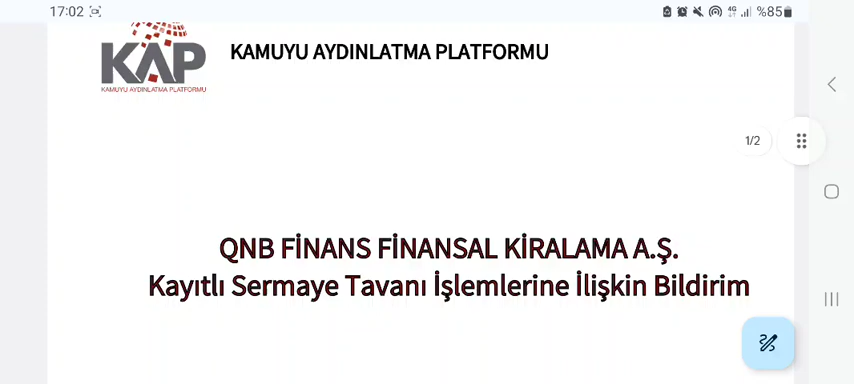 17:02
4G
%85
KAP
KAMUYU AYDINLATMA PLATFORMU
KAMUYU AYDINLATMA PLATFORMU
1/2
QNB FİNANS FİNANSAL KİRALAMA A.Ş.
Kayıtlı Sermaye Tavanı İşlemlerine İlişkin Bildirim